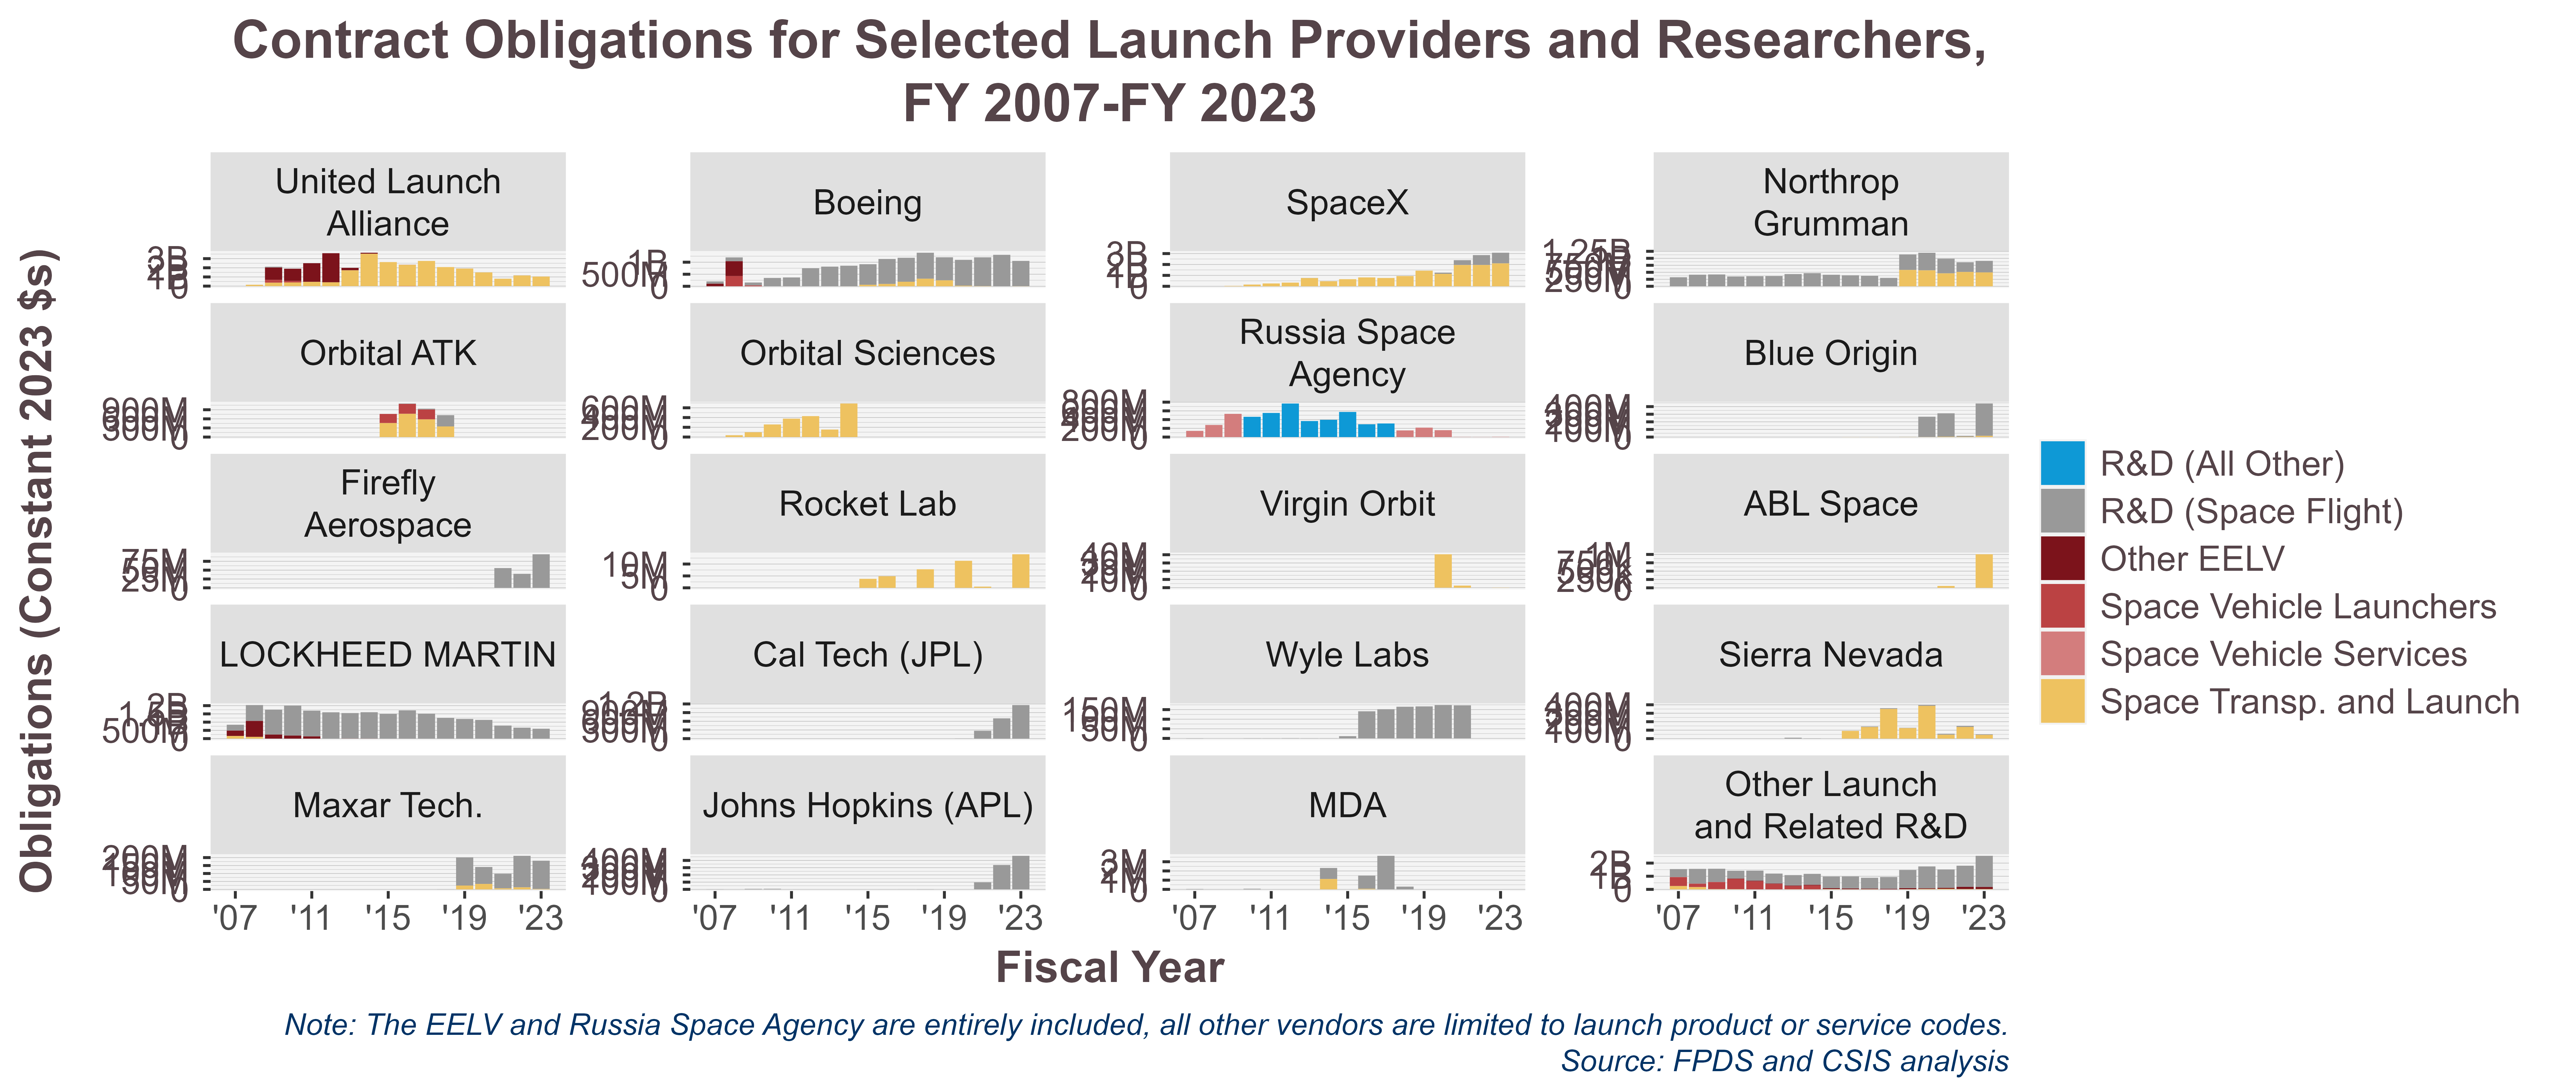 Contract Obligations for Selected Launch Providers and Researchers,
FY 2007-FY 2023
Obligations (Constant 2023 $s)
United Launch
Alliance
3B
1B
0
Boeing
1B
500M
0
SpaceX
3B
1B
0
Northrop
Grumman
1.25B
250M
0
Orbital ATK
900M
300M
0
Orbital Sciences
600M
200M
0
Russia Space
Agency
800M
200M
0
Blue Origin
400M
100M
0
Firefly
Aerospace
75M
25M
0
Rocket Lab
10M
5M
0
Virgin Orbit
40M
10M
0
ABL Space
1M
250k
0
LOCKHEED MARTIN
2B
500M
0
Cal Tech (JPL)
1.2B
300M
0
Wyle Labs
150M
50M
0
Sierra Nevada
400M
100M
0
Maxar Tech.
200M
50M
0
Johns Hopkins (APL)
400M
100M
0
MDA
3M
1M
0
Other Launch
and Related R&D
2B
1B
0
'07 '11 '15 '19 '23
'07 '11 '15 '19 '23
'07 '11 '15 '19 '23
'07 '11 '15 '19 '23
Fiscal Year
R&D (All Other)
R&D (Space Flight)
Other EELV
Space Vehicle Launchers
Space Vehicle Services
Space Transp. and Launch
Note: The EELV and Russia Space Agency are entirely included, all other vendors are limited to launch product or service codes.
Source: FPDS and CSIS analysis